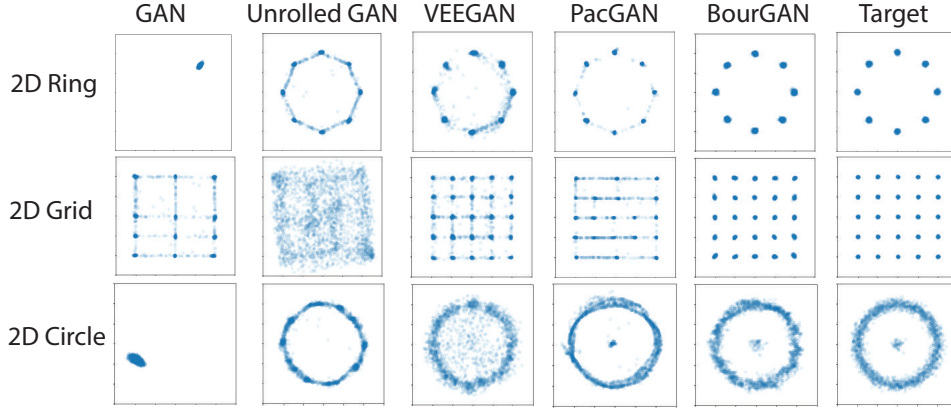 GAN Unrolled GAN VEEGAN PacGAN BourGAN Target
2D Ring
2D Grid
2D Circle